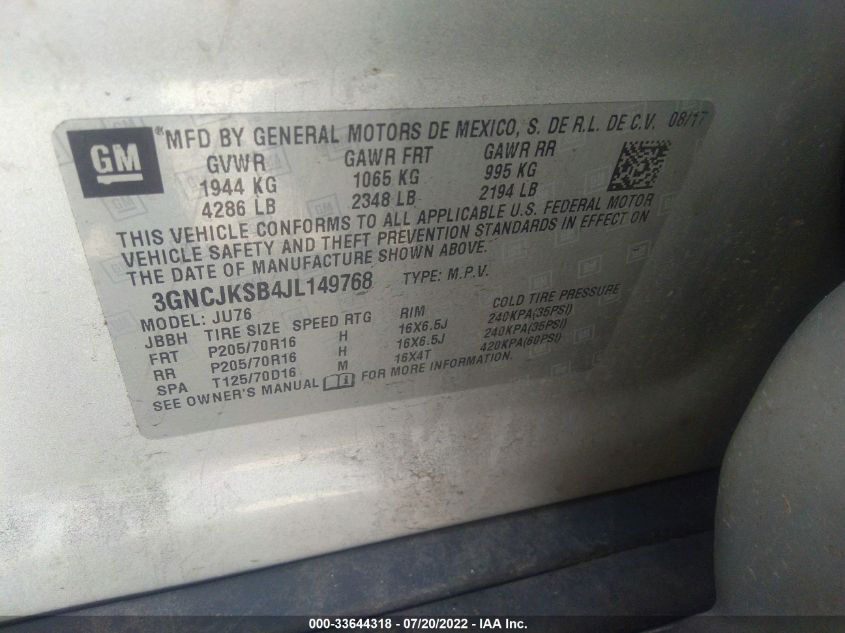 GM
®MFD BY GENERAL MOTORS DE MEXICO, S. DE R.L. DE C.V. 08/17
GVWR GAWR FRT GAWR RR
1944 KG 1065 KG 995 KG
4286 LB 2348 LB 2194 LB
THIS VEHICLE CONFORMS TO ALL APPLICABLE U.S. FEDERAL MOTOR
VEHICLE SAFETY AND THEFT PREVENTION STANDARDS IN EFFECT ON
THE DATE OF MANUFACTURE SHOWN ABOVE.
3GNCJKSB4JL149768 TYPE: M.P.V.
MODEL: JU76
JBBH TIRE SIZE SPEED RTG RIM COLD TIRE PRESSURE
FRT P205/70R16 H 16X6.5J 240KPA(35PSI)
RR P205/70R16 H 16X6.5J 240KPA(35PSI)
SPA T125/70D16 M 16X4T 420KPA(60PSI)
SEE OWNER'S MANUAL FOR MORE INFORMATION.
000-33644318 - 07/20/2022 - IAA Inc.